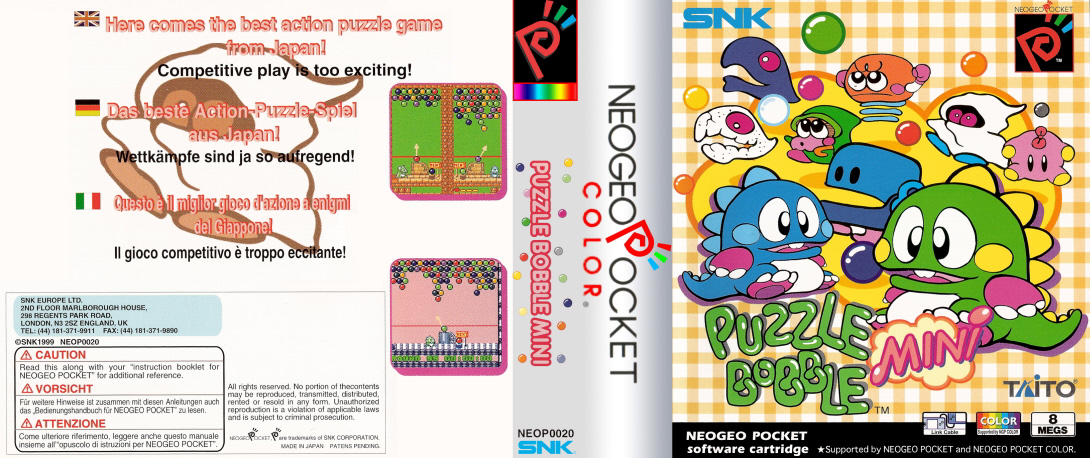 Here comes the best action puzzle game
from Japan!
Competitive play is too exciting!
Das beste Action-Puzzle-Spiel
aus Japan!
Wettkämpfe sind ja so aufregend!
Questo è il miglior gioco d'azione a enigmi
del Giappone!
Il gioco competitivo è troppo eccitante!
SNK EUROPE LTD.
2ND FLOOR MARLBOROUGH HOUSE,
298 REGENTS PARK ROAD,
LONDON, N3 2SZ ENGLAND, UK
TEL: (44) 181-371-9911 FAX: (44) 181-371-9890
©SNK1999 NEOP0020
CAUTION
Read this along with your "instruction booklet for
NEOGEO POCKET" for additional reference.
VORSICHT
Für weitere Hinweise ist zusammen mit diesen Anleitungen auch
das „Bedienungshandbuch für NEOGEO POCKET" zu lesen.
ATTENZIONE
Come ulteriore riferimento, leggere anche questo manuale
insieme all'"opuscolo di istruzioni per NEOGEO POCKET".
All rights reserved. No portion of thecontents
may be reproduced, transmitted, distributed,
rented or resold in any form. Unauthorized
reproduction is a violation of applicable laws
and is subject to criminal prosecution.
NEOGEO POCKET, P are trademarks of SNK CORPORATION.
MADE IN JAPAN PATENS PENDING.
PUZZLE BOBBLE MINI
NEOGEO POCKET
COLOR
NEOP0020
SNK
SNK
NEOGEO POCKET
TM
PUZZLE
BOBBLE
MINI
TM
TAITO
NEOGEO POCKET
software cartridge
Link Cable
COLOR
Supported by NGP COLOR
8
MEGS
★Supported by NEOGEO POCKET and NEOGEO POCKET COLOR.